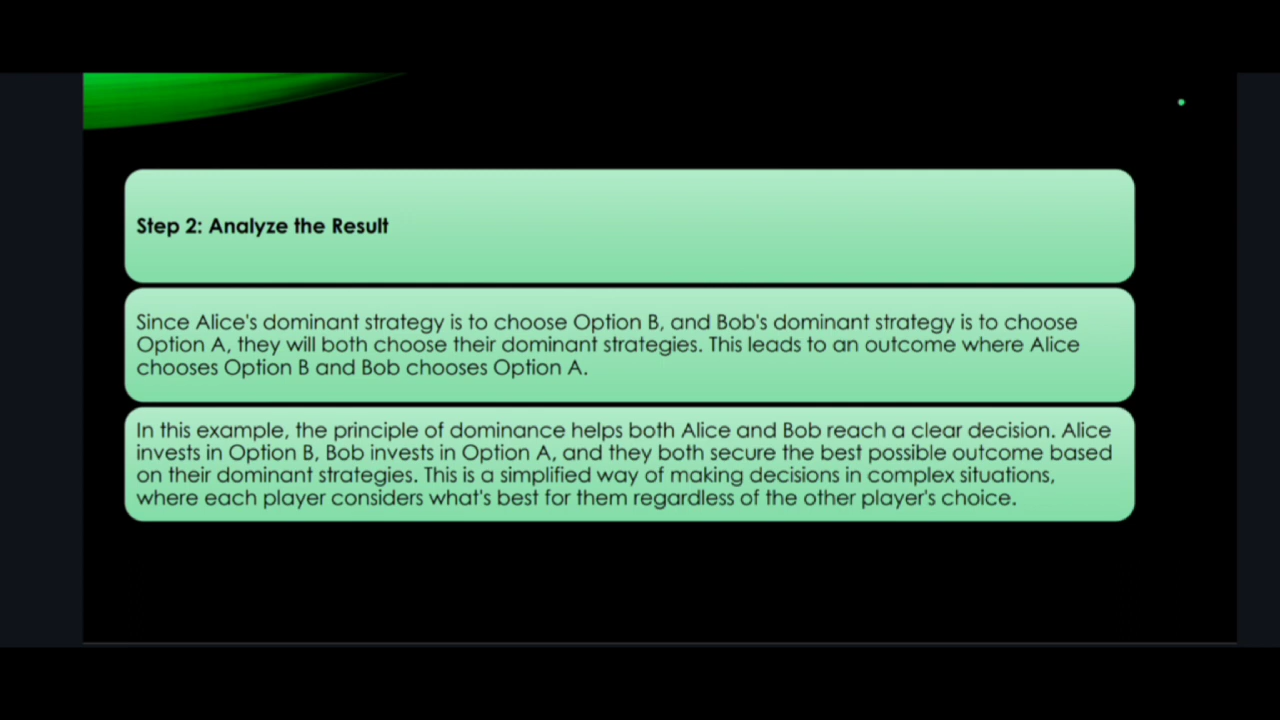 Step 2: Analyze the Result
Since Alice's dominant strategy is to choose Option B, and Bob's dominant strategy is to choose
Option A, they will both choose their dominant strategies. This leads to an outcome where Alice
chooses Option B and Bob chooses Option A.
In this example, the principle of dominance helps both Alice and Bob reach a clear decision. Alice
invests in Option B, Bob invests in Option A, and they both secure the best possible outcome based
on their dominant strategies. This is a simplified way of making decisions in complex situations,
where each player considers what's best for them regardless of the other player's choice.